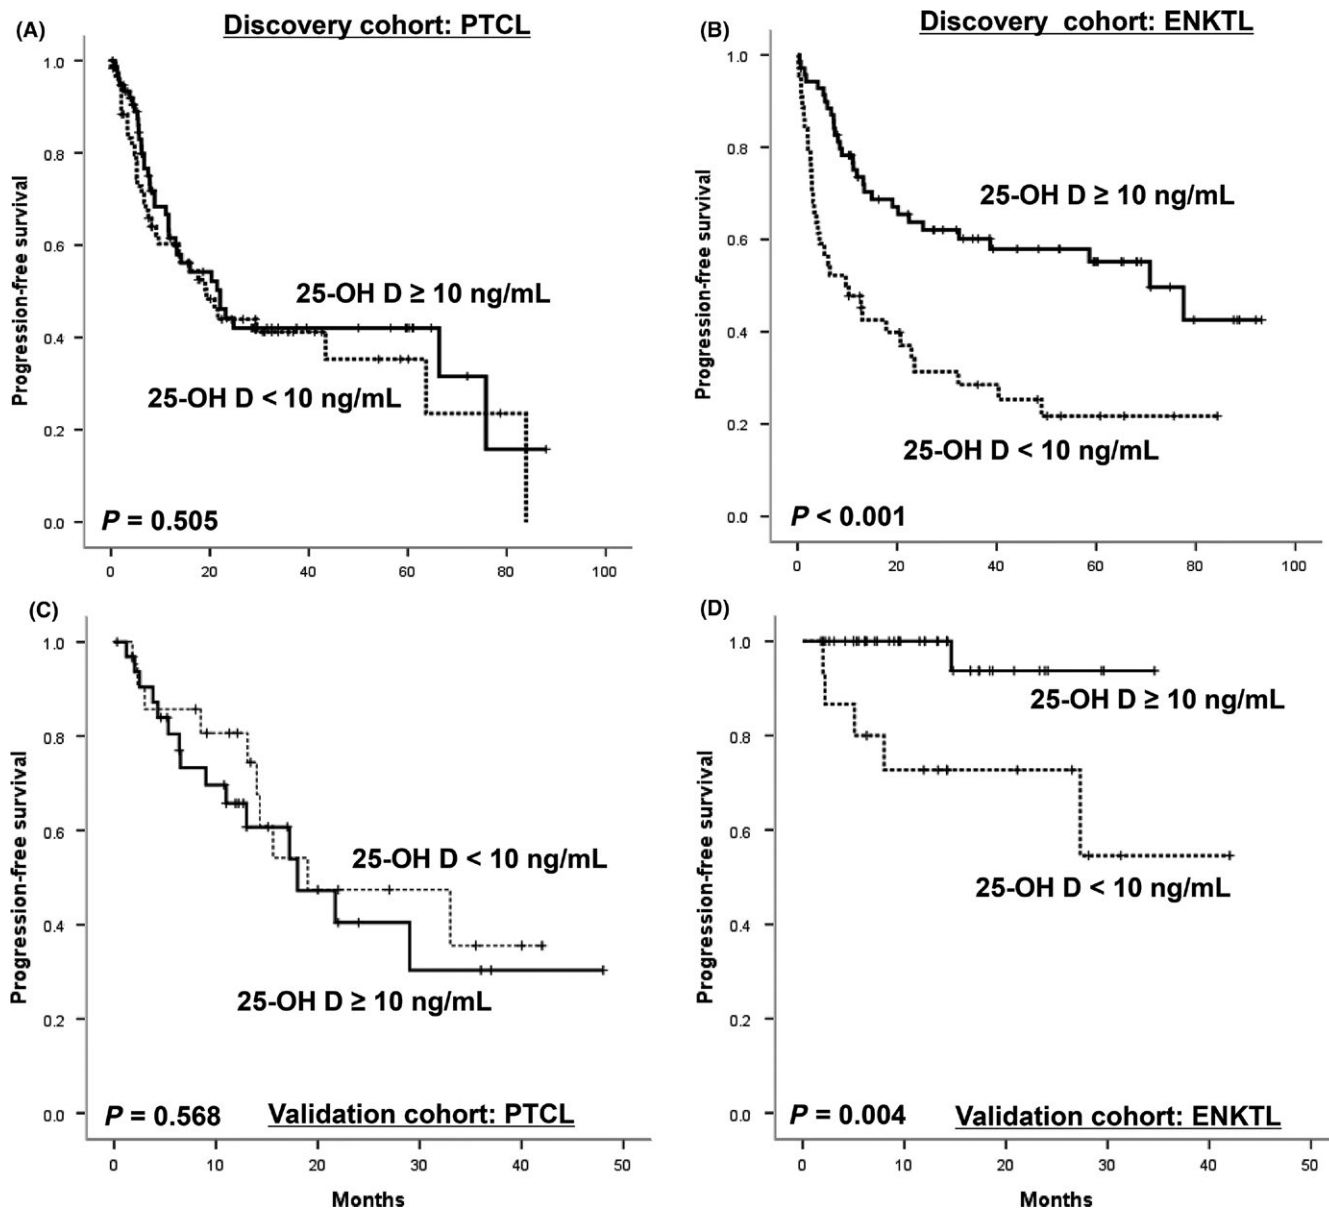 (A)
Discovery cohort: PTCL
Progression-free survival
1.0
0.8
0.6
0.4
0.2
0.0
25-OH D ≥ 10 ng/mL
25-OH D < 10 ng/mL
P = 0.505
0 20 40 60 80 100
(B)
Discovery cohort: ENKTL
Progression-free survival
1.0
0.8
0.6
0.4
0.2
0.0
25-OH D ≥ 10 ng/mL
25-OH D < 10 ng/mL
P < 0.001
0 20 40 60 80 100
(C)
Progression-free survival
1.0
0.8
0.6
0.4
0.2
0.0
25-OH D < 10 ng/mL
25-OH D ≥ 10 ng/mL
P = 0.568
Validation cohort: PTCL
0 10 20 30 40 50
Months
(D)
Progression-free survival
1.0
0.8
0.6
0.4
0.2
0.0
25-OH D ≥ 10 ng/mL
25-OH D < 10 ng/mL
P = 0.004
Validation cohort: ENKTL
0 10 20 30 40 50
Months